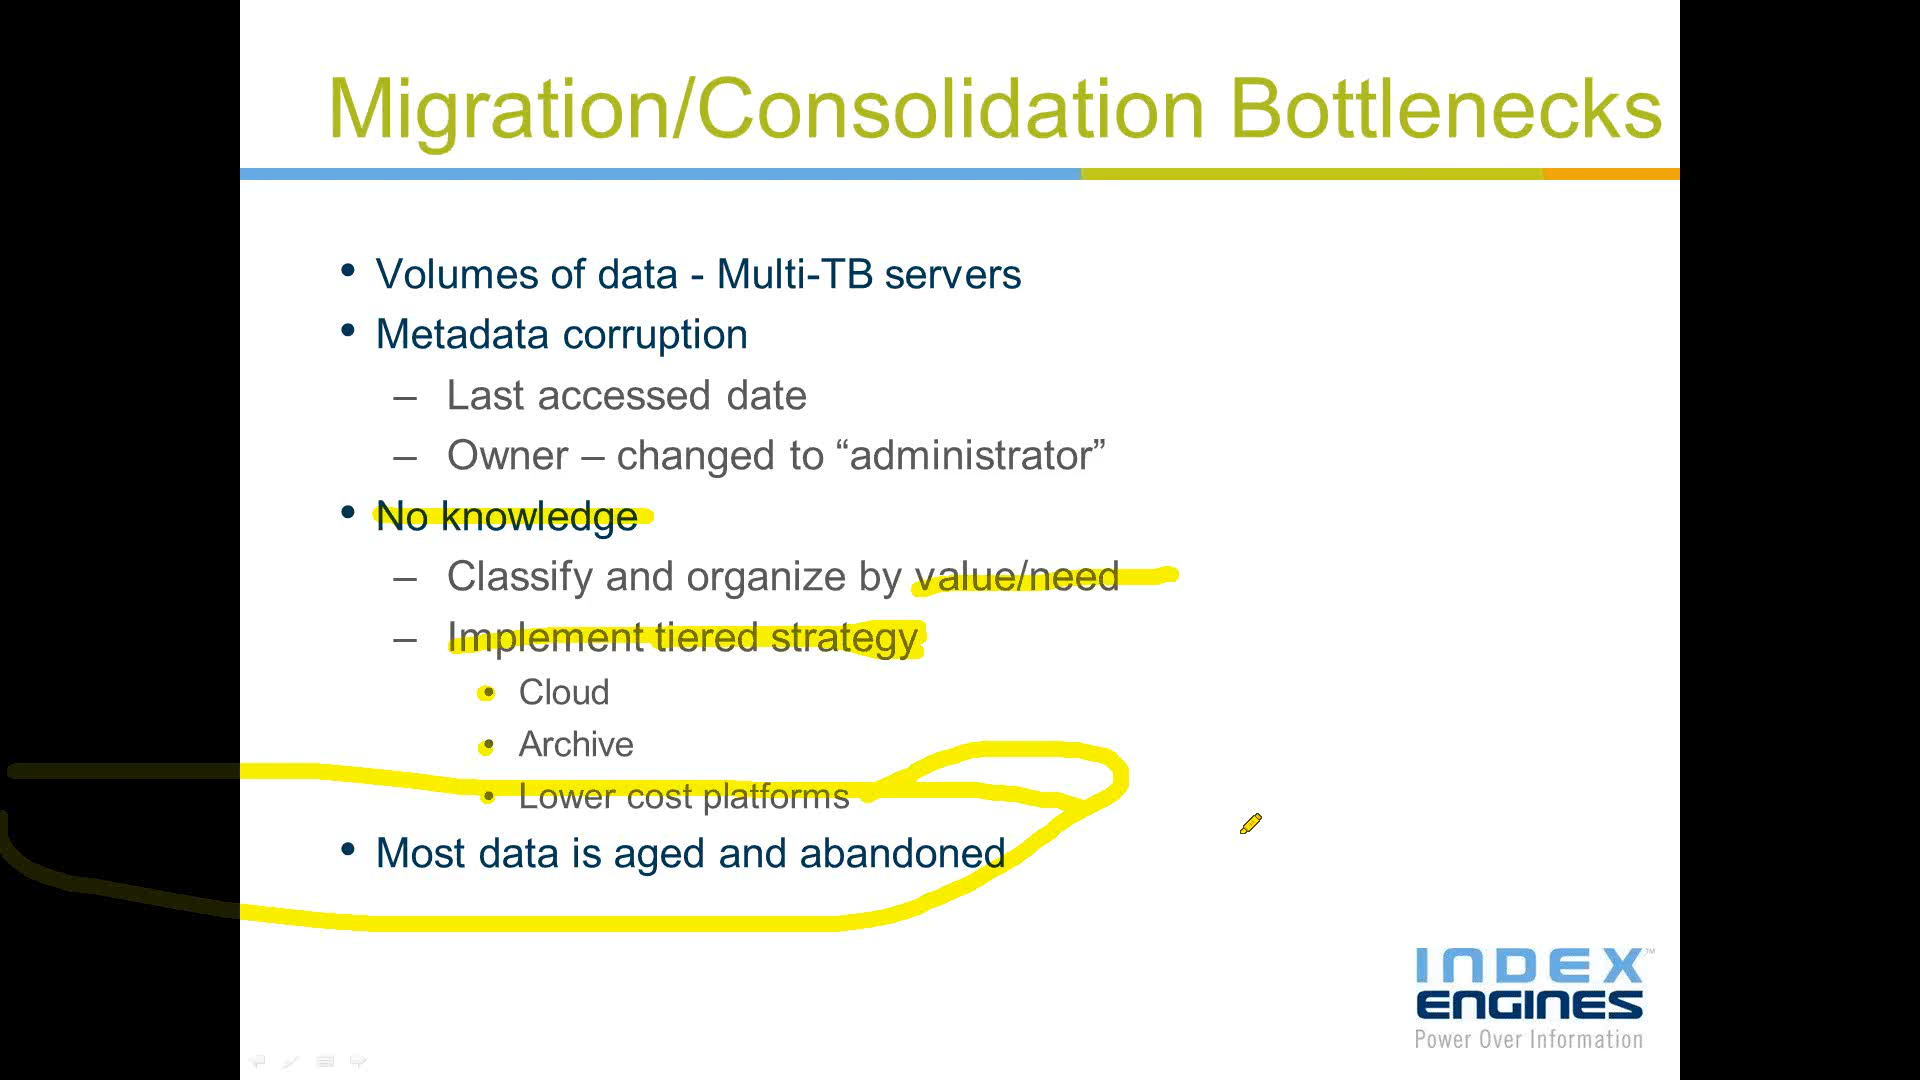 Migration/Consolidation Bottlenecks
• Volumes of data - Multi-TB servers
• Metadata corruption
– Last accessed date
– Owner – changed to “administrator”
• No knowledge
– Classify and organize by value/need
– Implement tiered strategy
• Cloud
• Archive
• Lower cost platforms
• Most data is aged and abandoned
INDEX™
ENGINES
Power Over Information